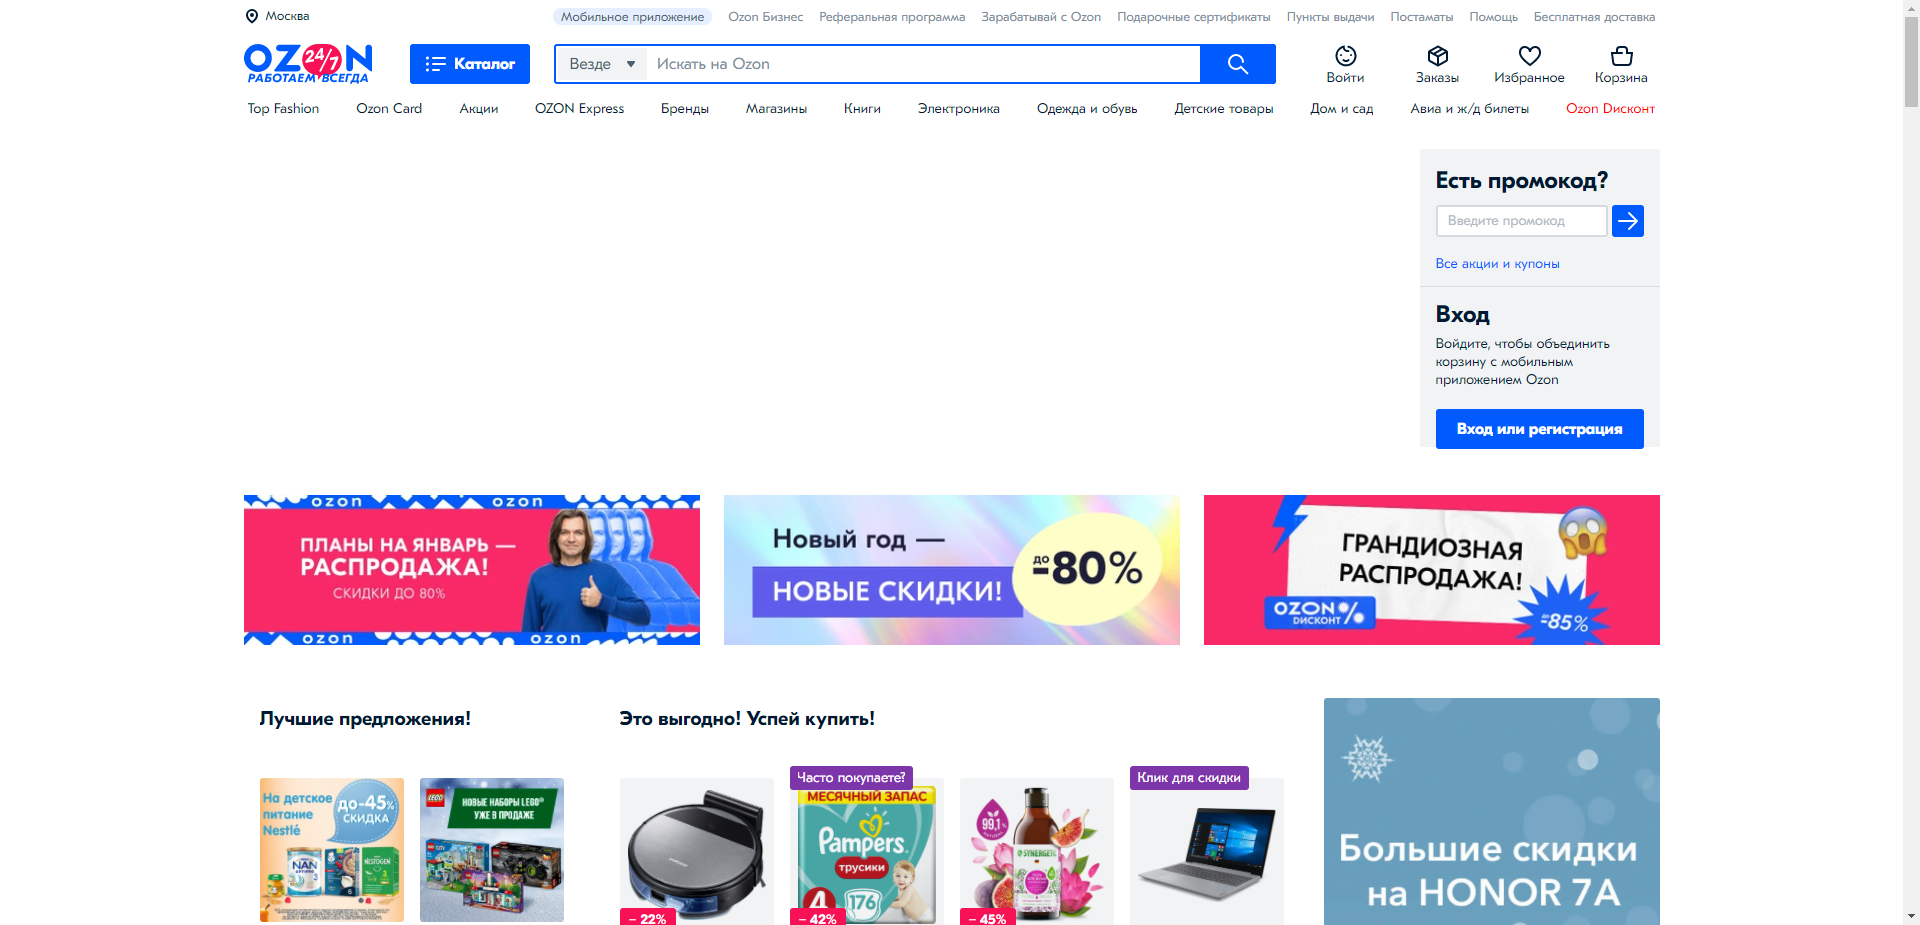 Москва
Мобильное приложение
Ozon Бизнес
Реферальная программа
Зарабатывай с Ozon
Подарочные сертификаты
Пункты выдачи
Постаматы
Помощь
Бесплатная доставка
OZON
24/7
РАБОТАЕМ ВСЕГДА
Каталог
Везде
Искать на Ozon
Войти
Заказы
Избранное
Корзина
Top Fashion
Ozon Card
Акции
OZON Express
Бренды
Магазины
Книги
Электроника
Одежда и обувь
Детские товары
Дом и сад
Авиа и ж/д билеты
Ozon Дисконт
Есть промокод?
Введите промокод
Все акции и купоны
Вход
Войдите, чтобы объединить
корзину с мобильным
приложением Ozon
Вход или регистрация
ozon ozon
ПЛАНЫ НА ЯНВАРЬ —
РАСПРОДАЖА!
СКИДКИ ДО 80%
ozon ozon
Новый год —
НОВЫЕ СКИДКИ!
до
-80%
ГРАНДИОЗНАЯ
РАСПРОДАЖА!
OZON %
ДИСКОНТ
-85%
Лучшие предложения!
Это выгодно! Успей купить!
На детское
питание
Nestlé
до-45%
СКИДКА
NAN
NESTOGEN
LEGO
НОВЫЕ НАБОРЫ LEGO®
УЖЕ В ПРОДАЖЕ
– 22%
Часто покупаете?
МЕСЯЧНЫЙ ЗАПАС
Pampers
трусики
4
176
– 42%
99,1%
SYNERGETIC
– 45%
Клик для скидки
Большие скидки
на HONOR 7A